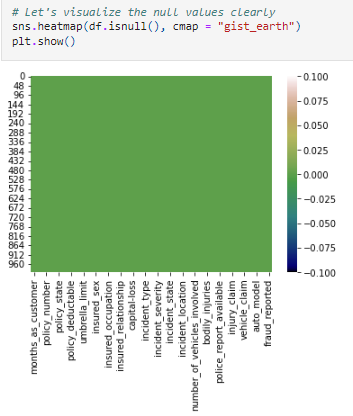 # Let's visualize the null values clearly
sns.heatmap(df.isnull(), cmap = "gist_earth")
plt.show()
0
48
96
144
192
240
288
336
384
432
480
528
576
624
672
720
768
816
864
912
960
0.100
0.075
0.050
0.025
0.000
−0.025
−0.050
−0.075
−0.100
months_as_customer
policy_number
policy_state
policy_deductable
umbrella_limit
insured_sex
insured_occupation
insured_relationship
capital-loss
incident_type
incident_severity
incident_state
incident_location
number_of_vehicles_involved
bodily_injuries
police_report_available
injury_claim
vehicle_claim
auto_model
fraud_reported